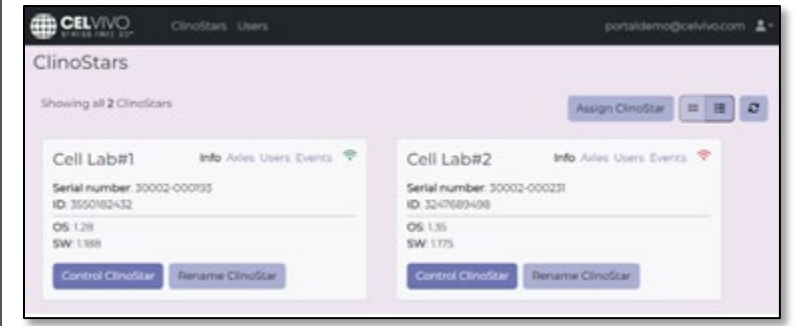 CELVIVO ClinoStars Users portaldemo@celvivo.com
STRESS FREE 3D®
ClinoStars
Showing all 2 ClinoStars Assign ClinoStar
Cell Lab#1 Info Axles Users Events
Serial number: 30002-000193
ID: 3550182432
OS: 1.28
SW: 1.188
Control ClinoStar Rename ClinoStar
Cell Lab#2 Info Axles Users Events
Serial number: 30002-000231
ID: 3247689498
OS: 1.35
SW: 1.175
Control ClinoStar Rename ClinoStar